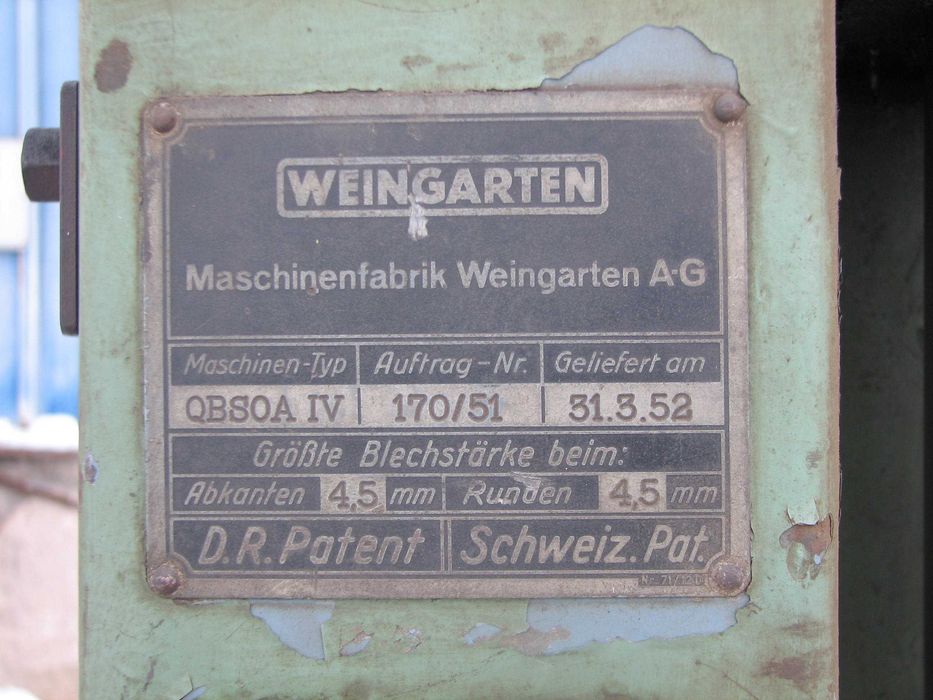 WEINGARTEN
Maschinenfabrik Weingarten A-G
Maschinen-Typ Auftrag-Nr. Geliefert am
QBSOA IV 170/51 31.3.52
Größte Blechstärke beim:
Abkanten 4,5 mm Runden 4,5 mm
D.R. Patent Schweiz. Pat.